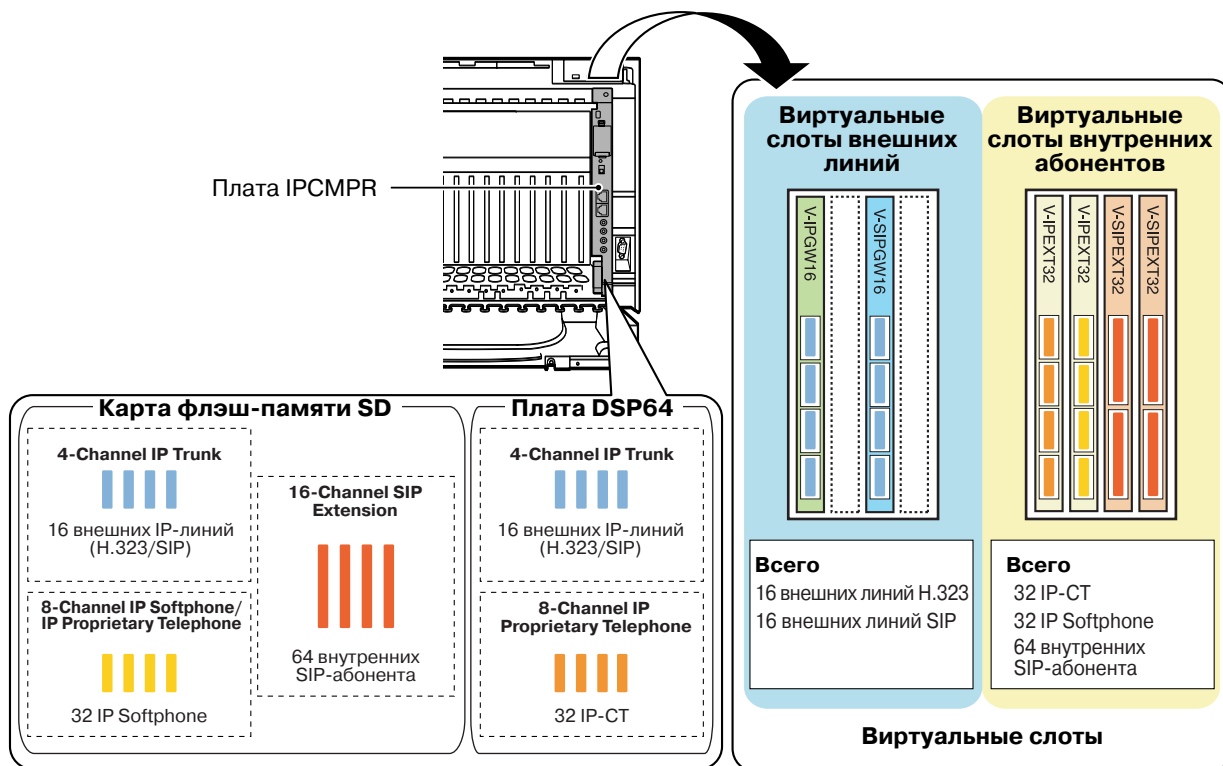 Плата IPCMPR
Карта флэш-памяти SD
4-Channel IP Trunk
16 внешних IP-линий
(H.323/SIP)
8-Channel IP Softphone/
IP Proprietary Telephone
32 IP Softphone
16-Channel SIP
Extension
64 внутренних
SIP-абонента
Плата DSP64
4-Channel IP Trunk
16 внешних IP-линий
(H.323/SIP)
8-Channel IP
Proprietary Telephone
32 IP-CT
Виртуальные
слоты внешних
линий
V-IPGW16
V-SIPGW16
Всего
16 внешних линий H.323
16 внешних линий SIP
Виртуальные
слоты внутренних
абонентов
V-IPEXT32
V-IPEXT32
V-SIPEXT32
V-SIPEXT32
Всего
32 IP-CT
32 IP Softphone
64 внутренних
SIP-абонента
Виртуальные слоты